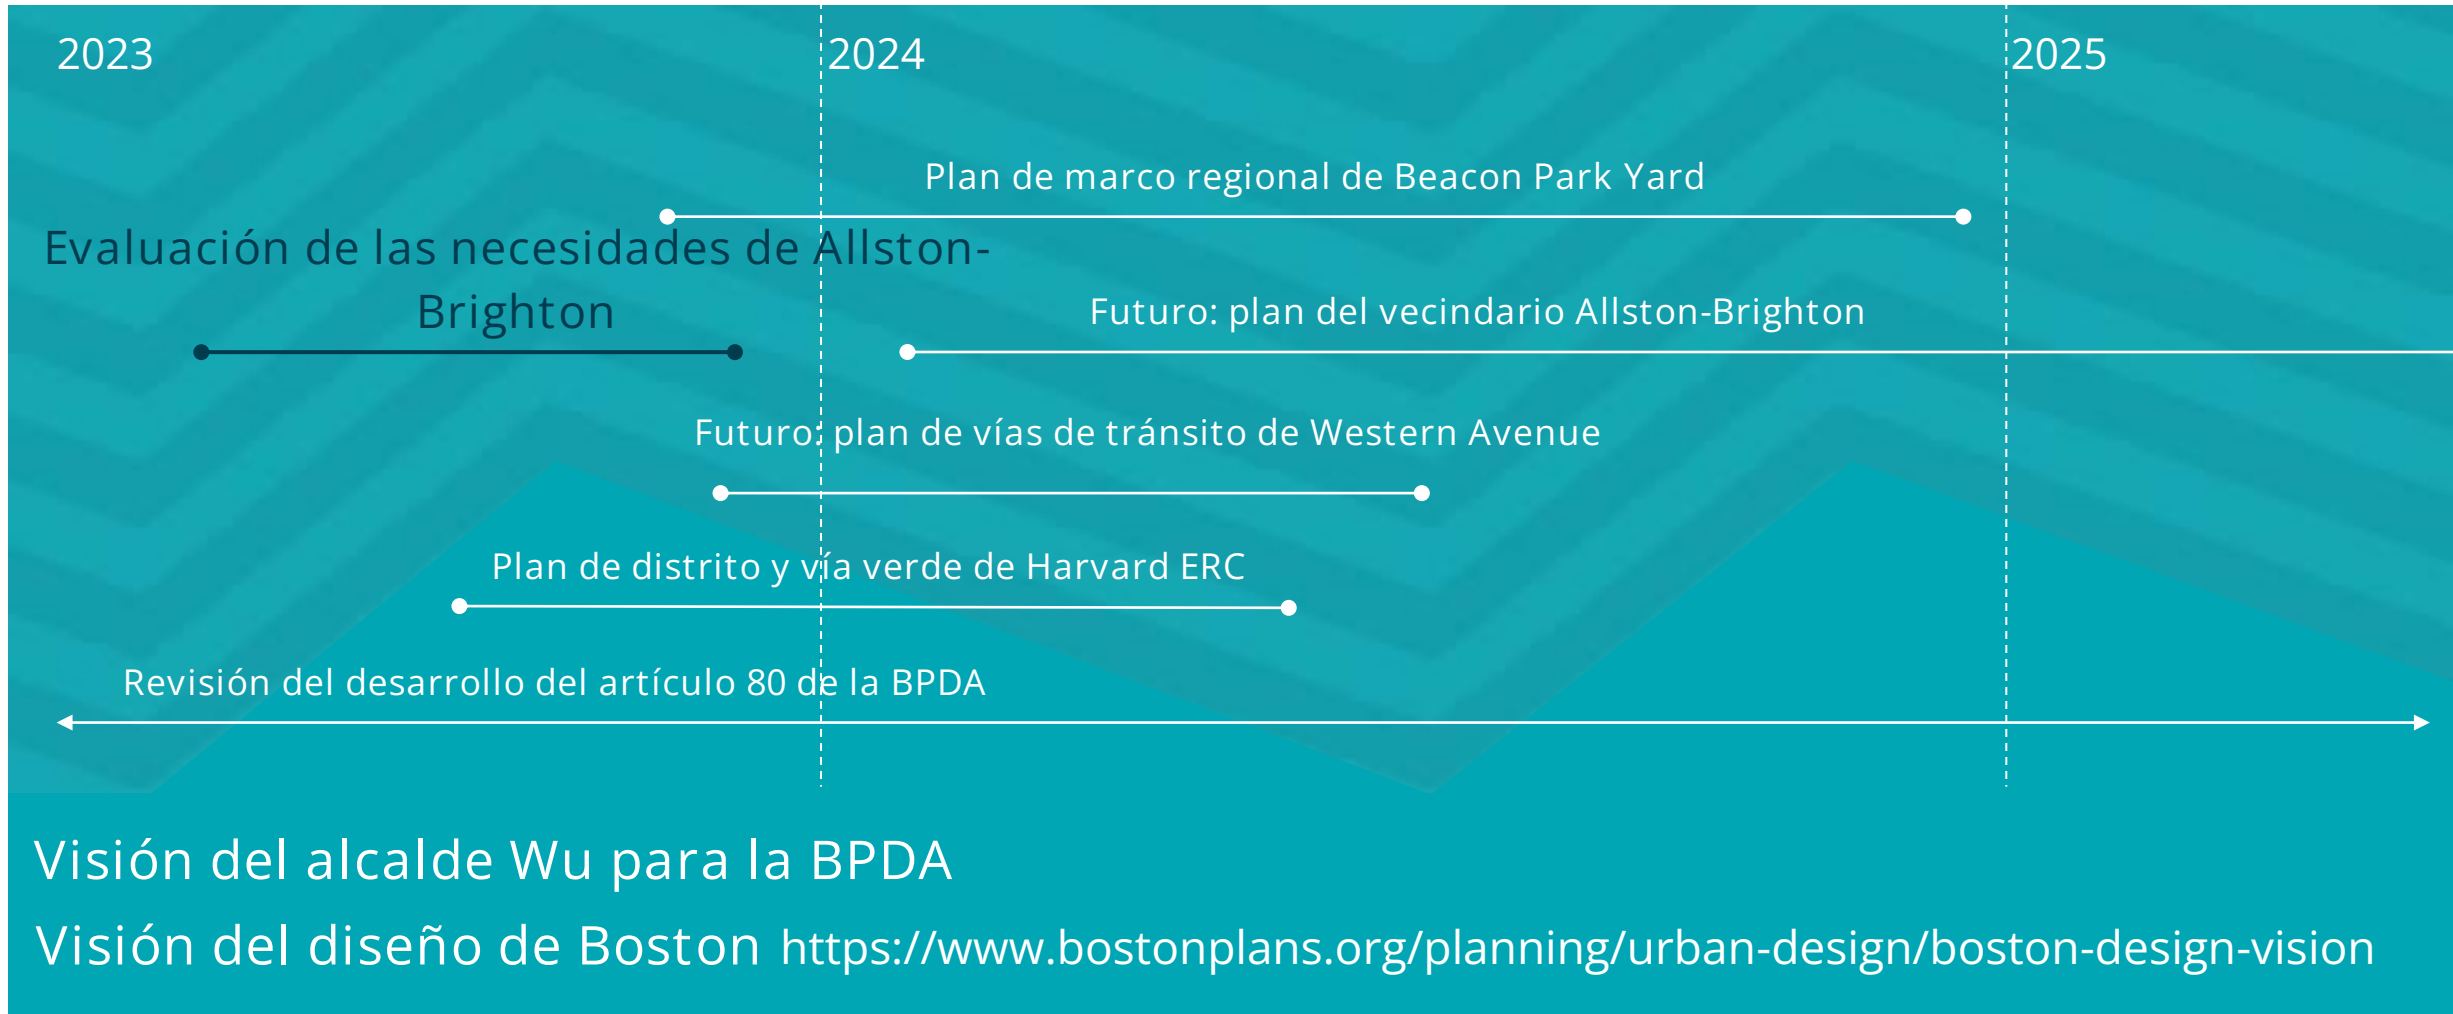 2023
2024
2025
Plan de marco regional de Beacon Park Yard
Evaluación de las necesidades de Allston-
Brighton
Futuro: plan del vecindario Allston-Brighton
Futuro: plan de vías de tránsito de Western Avenue
Plan de distrito y vía verde de Harvard ERC
Revisión del desarrollo del artículo 80 de la BPDA
Visión del alcalde Wu para la BPDA
Visión del diseño de Boston https://www.bostonplans.org/planning/urban-design/boston-design-vision